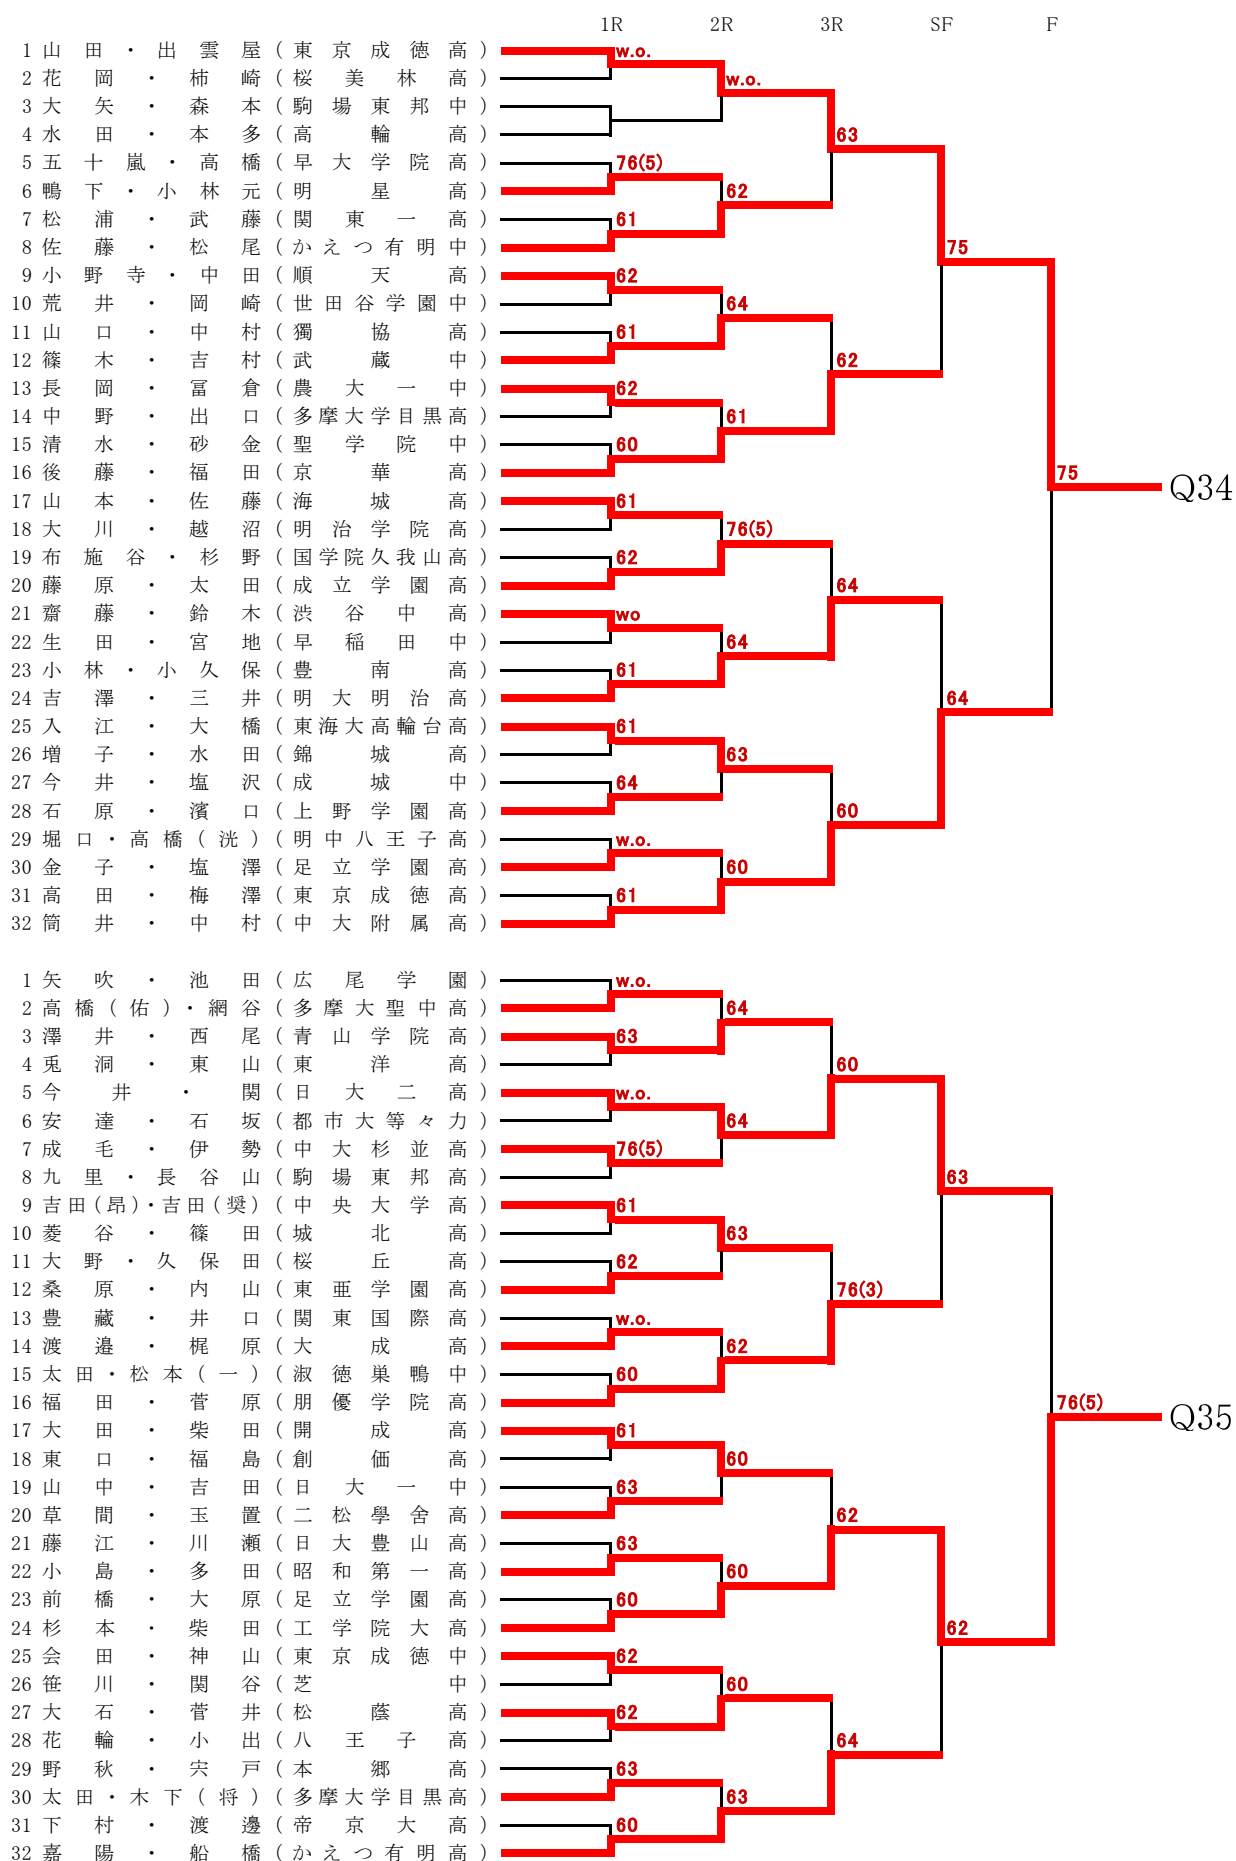 1R 2R 3R SF F
1 山田・出雲屋(東京成徳高) w.o.
2 花岡・柿崎(桜美林高) w.o.
3 大矢・森本(駒場東邦中)
4 水田・本多(高輪高) 63
5 五十嵐・高橋(早大学院高) 76(5)
6 鴨下・小林元(明星高) 62
7 松浦・武藤(関東一高) 61
8 佐藤・松尾(かえつ有明中) 75
9 小野寺・中田(順天高) 62
10 荒井・岡崎(世田谷学園中) 64
11 山口・中村(獨協高) 61
12 篠木・吉村(武蔵中) 62
13 長岡・冨倉(農大一中) 62
14 中野・出口(多摩大学目黒高) 61
15 清水・砂金(聖学院中) 60
16 後藤・福田(京華高) 75
Q34
17 山本・佐藤(海城高) 61
18 大川・越沼(明治学院高) 76(5)
19 布施谷・杉野(国学院久我山高) 62
20 藤原・太田(成立学園高) 64
21 齋藤・鈴木(渋谷中高) wo
22 生田・宮地(早稲田中) 64
23 小林・小久保(豊南高) 61
24 吉澤・三井(明大明治高) 64
25 入江・大橋(東海大高輪台高) 61
26 増子・水田(錦城高) 63
27 今井・塩沢(成城中) 64
28 石原・濱口(上野学園高) 60
29 堀口・高橋(洸)(明中八王子高) w.o.
30 金子・塩澤(足立学園高) 60
31 高田・梅澤(東京成徳高) 61
32 筒井・中村(中大附属高)
1 矢吹・池田(広尾学園) w.o.
2 高橋(佑)・網谷(多摩大聖中高) 64
3 澤井・西尾(青山学院高) 63
4 兎洞・東山(東洋高) 60
5 今井・関(日大二高) w.o.
6 安達・石坂(都市大等々力) 64
7 成毛・伊勢(中大杉並高) 76(5)
8 九里・長谷山(駒場東邦高) 63
9 吉田(昂)・吉田(奨)(中央大学高) 61
10 菱谷・篠田(城北高) 63
11 大野・久保田(桜丘高) 62
12 桑原・内山(東亜学園高) 76(3)
13 豊藏・井口(関東国際高) w.o.
14 渡邉・梶原(大成高) 62
15 太田・松本(一)(淑徳巣鴨中) 60
16 福田・菅原(朋優学院高) 76(5)
Q35
17 大田・柴田(開成高) 61
18 東口・福島(創価高) 60
19 山中・吉田(日大一中) 63
20 草間・玉置(二松學舎高) 62
21 藤江・川瀬(日大豊山高) 63
22 小島・多田(昭和第一高) 60
23 前橋・大原(足立学園高) 60
24 杉本・柴田(工学院大高) 62
25 会田・神山(東京成徳中) 62
26 笹川・関谷(芝中) 60
27 大石・菅井(松蔭高) 62
28 花輪・小出(八王子高) 64
29 野秋・宍戸(本郷高) 63
30 太田・木下(将)(多摩大学目黒高) 63
31 下村・渡邊(帝京大高) 60
32 嘉陽・船橋(かえつ有明高)